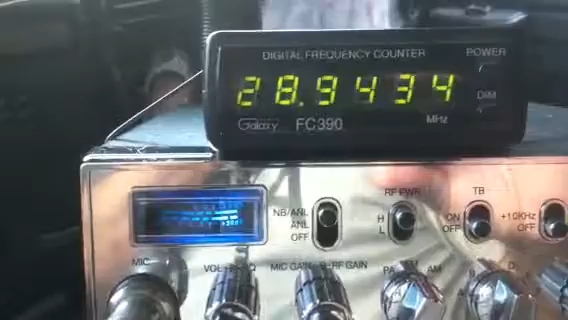 DIGITAL FREQUENCY COUNTER
POWER
28.9434
DIM
MHz
Galaxy FC390
RF PWR
TB
NB/ANL
ANL
OFF
H
L
ON
OFF
+10KHz
OFF
MIC
MIC GAIN
RF GAIN
PA
AM